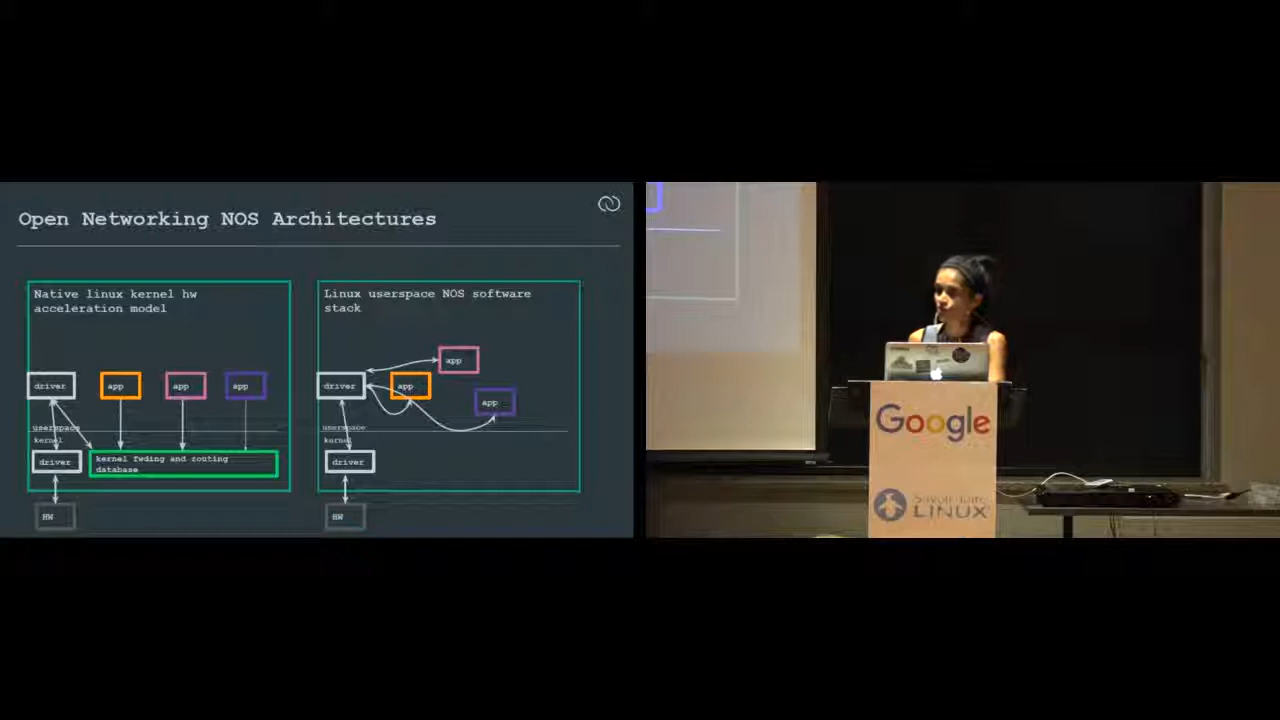 Open Networking NOS Architectures
Native linux kernel hw
acceleration model
driver
app
app
app
userspace
kernel
driver
kernel fwding and routing
database
HW
Linux userspace NOS software
stack
app
driver
app
app
userspace
kernel
driver
HW
Google
LINUX